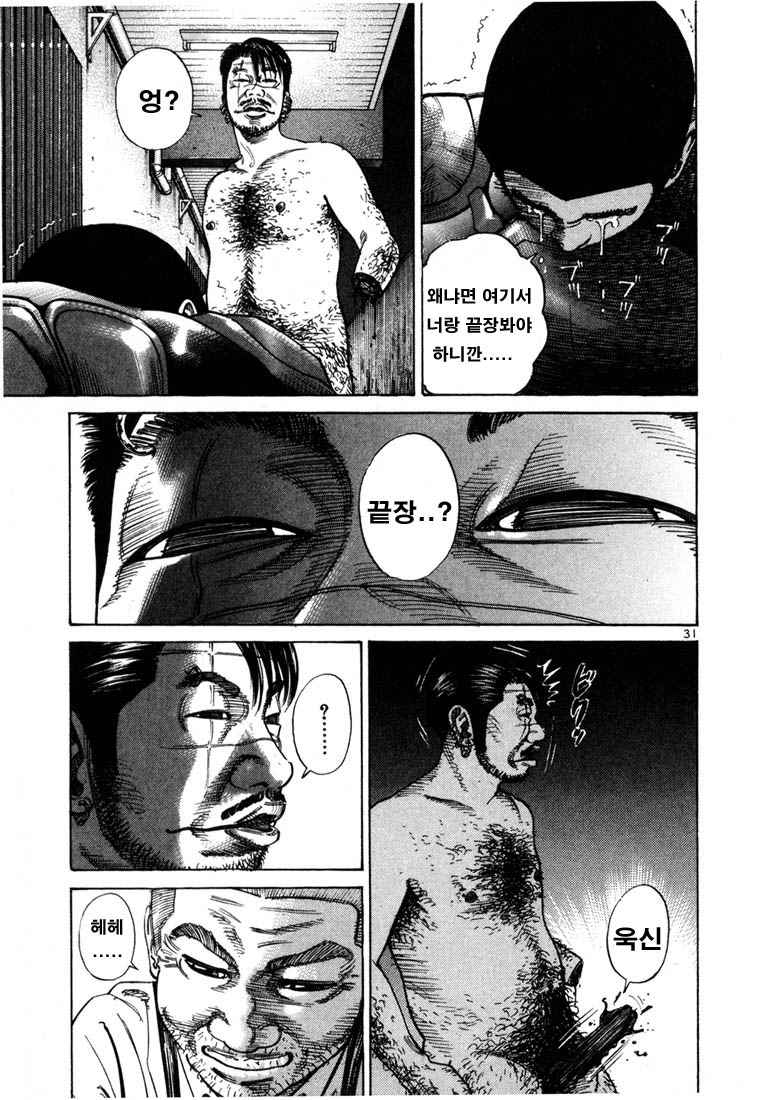 왜냐면 여기서
너랑 끝장봐야
하니깐.....
엉?
끝장..?
31
?
......
욱신
헤헤
.....